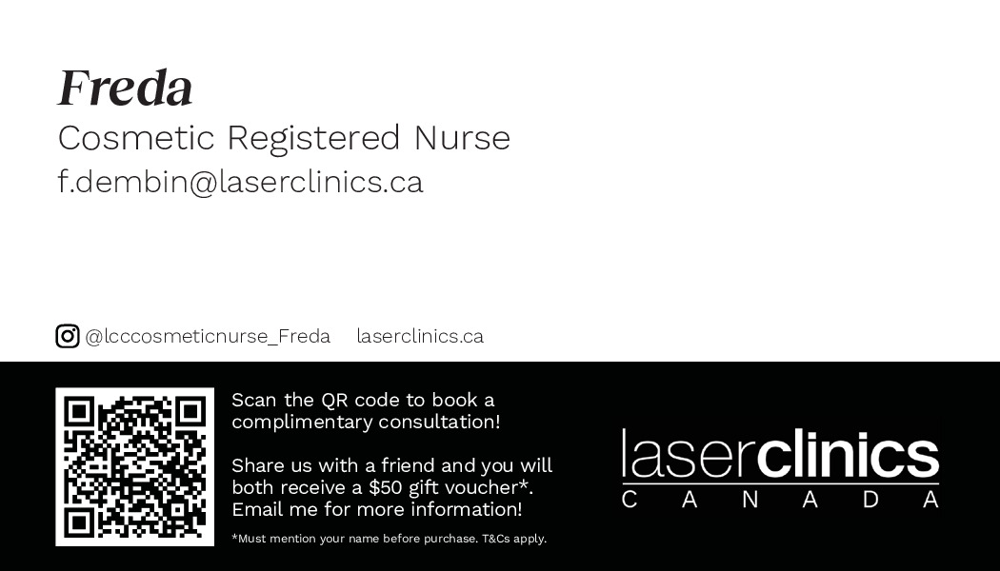 Freda
Cosmetic Registered Nurse
f.dembin@laserclinics.ca
@lcccosmeticnurse_Freda laserclinics.ca
Scan the QR code to book a
complimentary consultation!
Share us with a friend and you will
both receive a $50 gift voucher*.
Email me for more information!
*Must mention your name before purchase. T&Cs apply.
laserclinics
CANADA